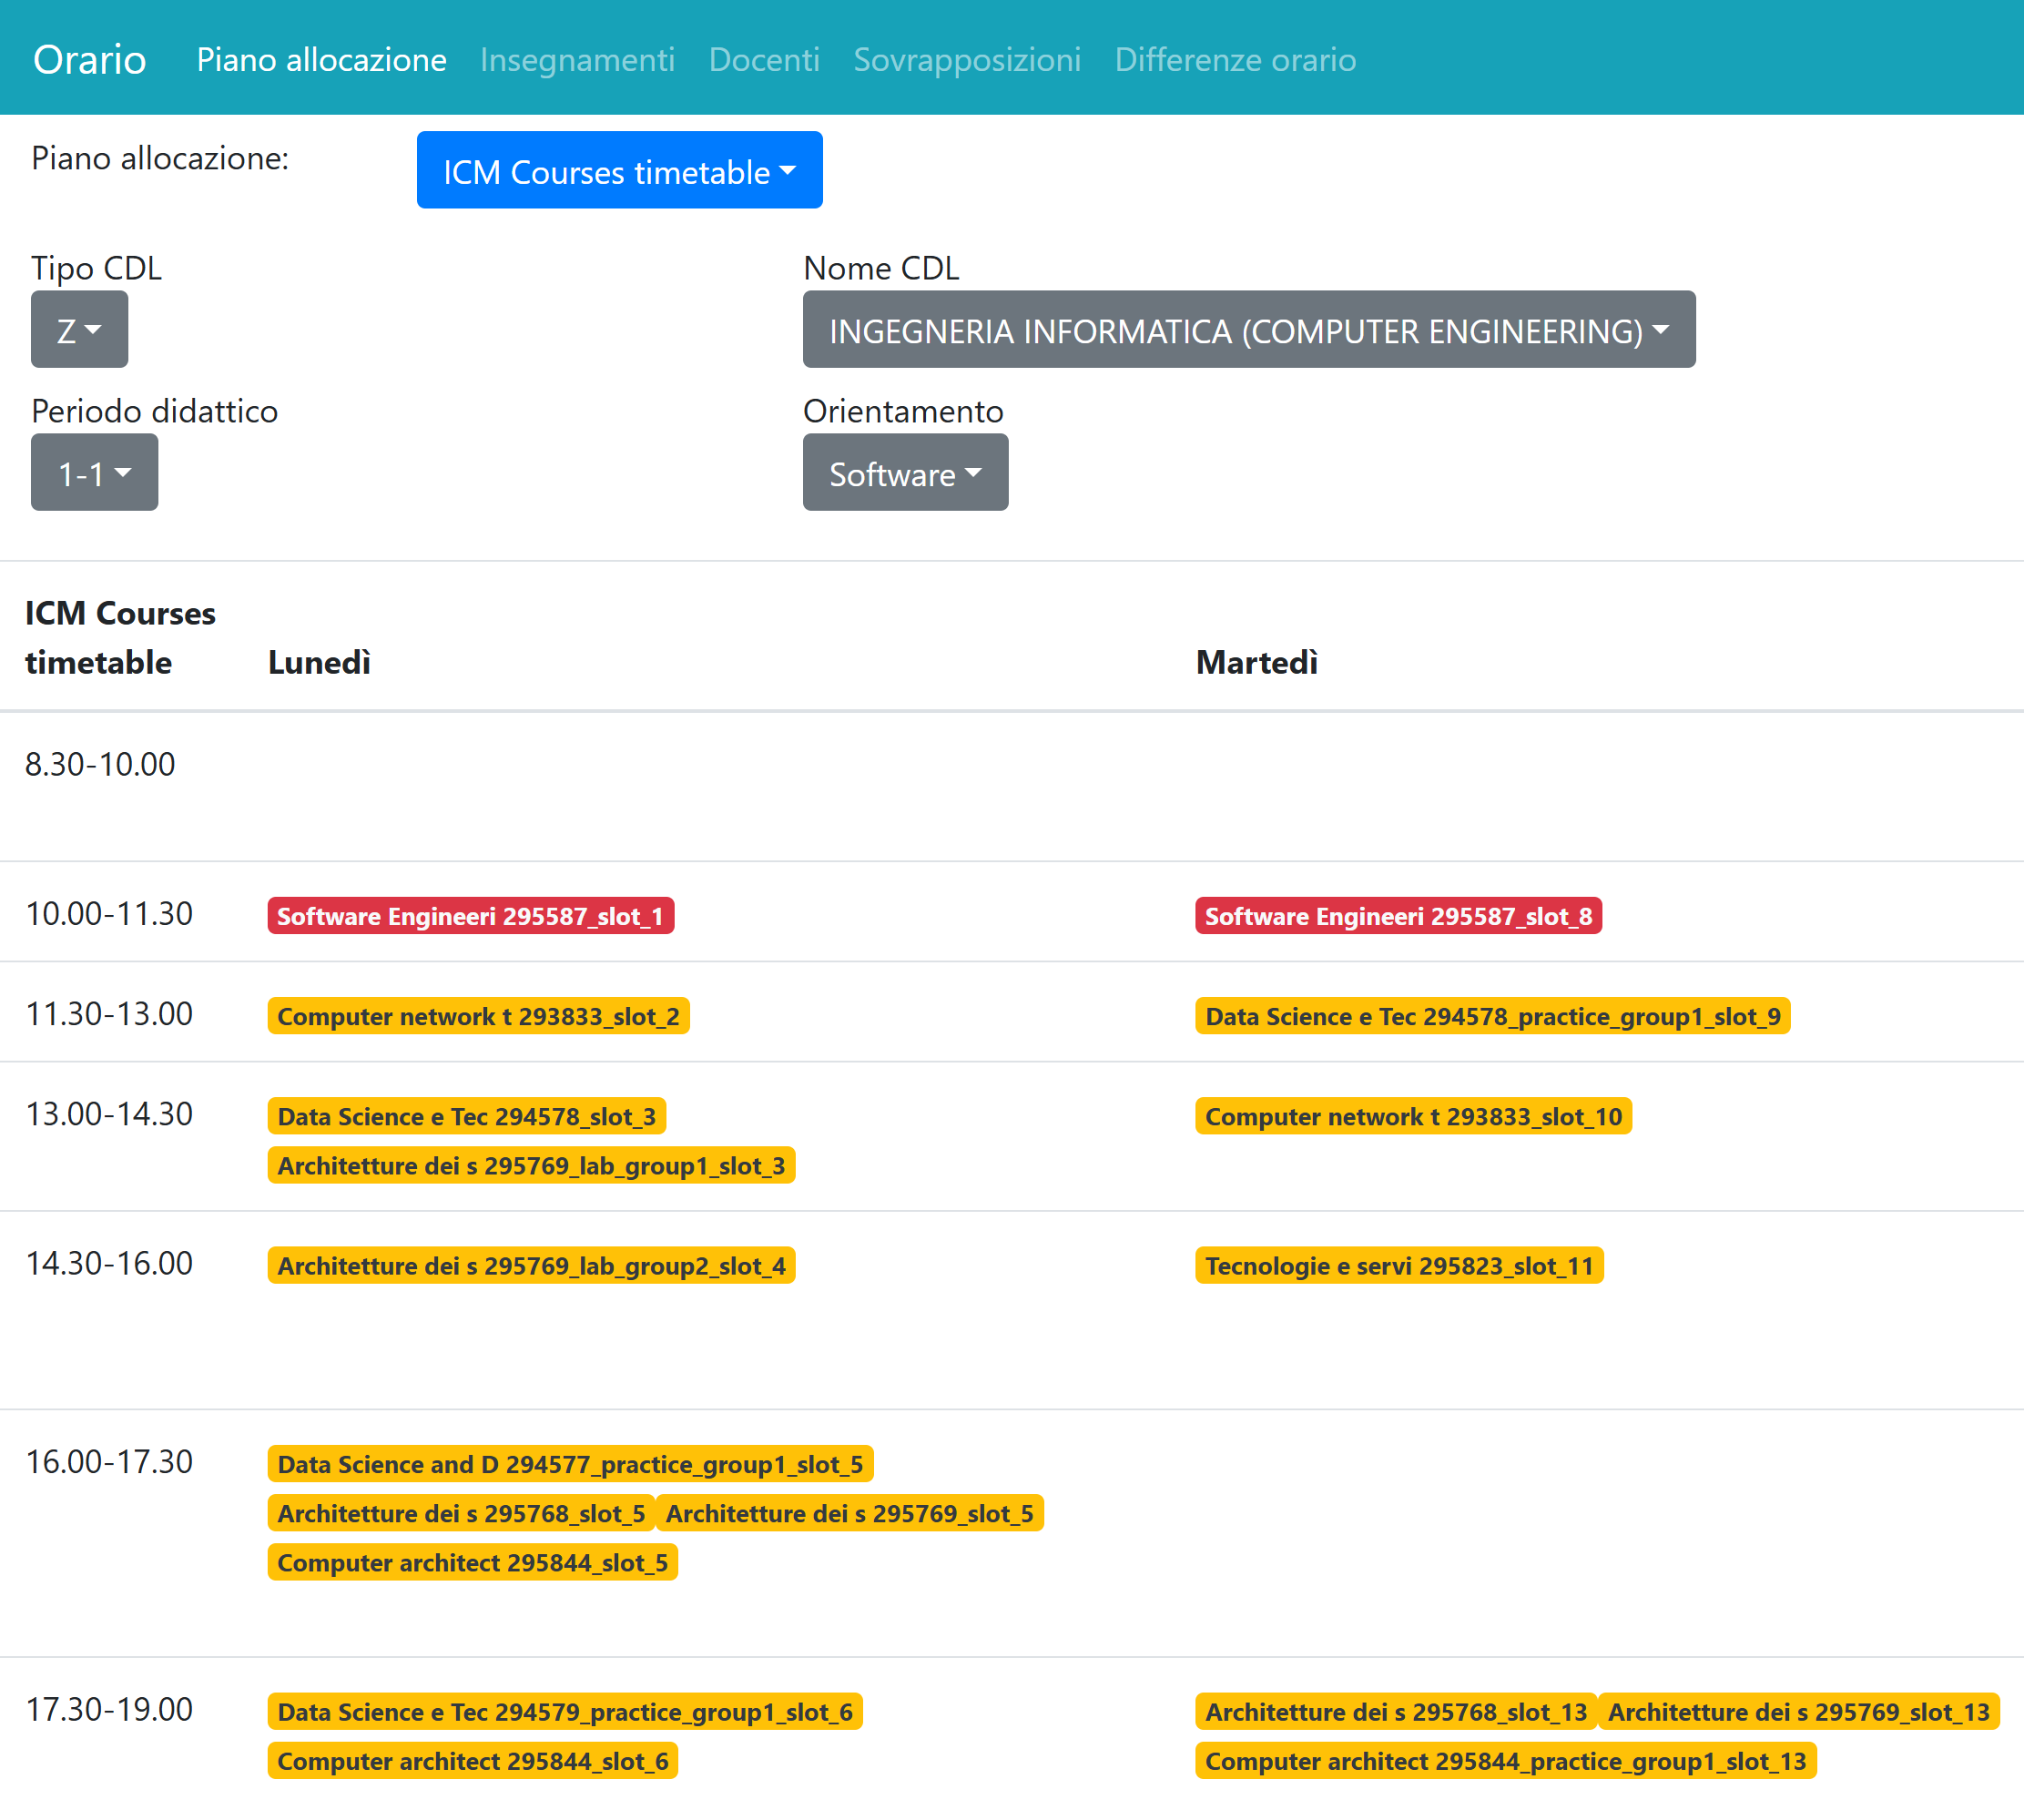 Orario Piano allocazione Insegnamenti Docenti Sovrapposizioni Differenze orario
Piano allocazione: ICM Courses timetable
Tipo CDL Nome CDL
Z INGEGNERIA INFORMATICA (COMPUTER ENGINEERING)
Periodo didattico Orientamento
1-1 Software
ICM Courses
timetable Lunedì Martedì
8.30-10.00
10.00-11.30 Software Engineeri 295587_slot_1 Software Engineeri 295587_slot_8
11.30-13.00 Computer network t 293833_slot_2 Data Science e Tec 294578_practice_group1_slot_9
13.00-14.30 Data Science e Tec 294578_slot_3 Computer network t 293833_slot_10
Architetture dei s 295769_lab_group1_slot_3
14.30-16.00 Architetture dei s 295769_lab_group2_slot_4 Tecnologie e servi 295823_slot_11
16.00-17.30 Data Science and D 294577_practice_group1_slot_5
Architetture dei s 295768_slot_5 Architetture dei s 295769_slot_5
Computer architect 295844_slot_5
17.30-19.00 Data Science e Tec 294579_practice_group1_slot_6 Architetture dei s 295768_slot_13 Architetture dei s 295769_slot_13
Computer architect 295844_slot_6 Computer architect 295844_practice_group1_slot_13